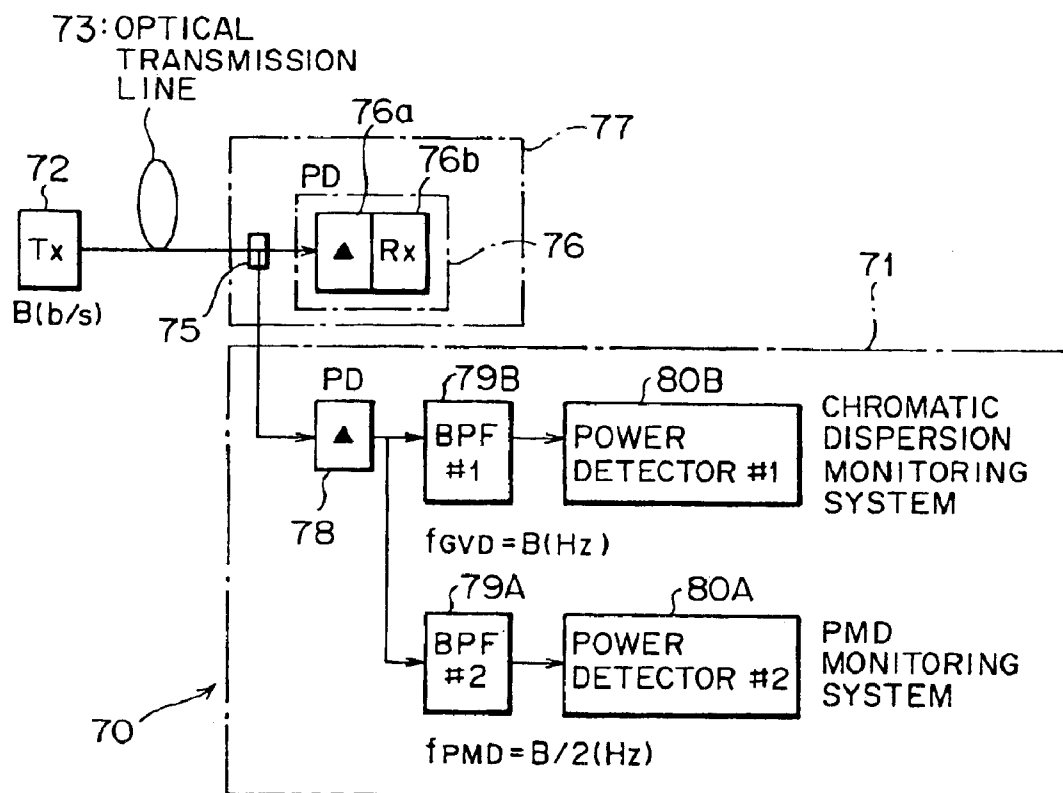 73: OPTICAL
TRANSMISSION
LINE
76a
77
72
PD
76b
Tx
Rx
76
B(b/s)
75
71
PD
79B
80B
BPF
#1
POWER
DETECTOR #1
CHROMATIC
DISPERSION
MONITORING
SYSTEM
78
fGVD=B(Hz)
79A
80A
BPF
#2
POWER
DETECTOR #2
PMD
MONITORING
SYSTEM
70
fPMD=B/2(Hz)